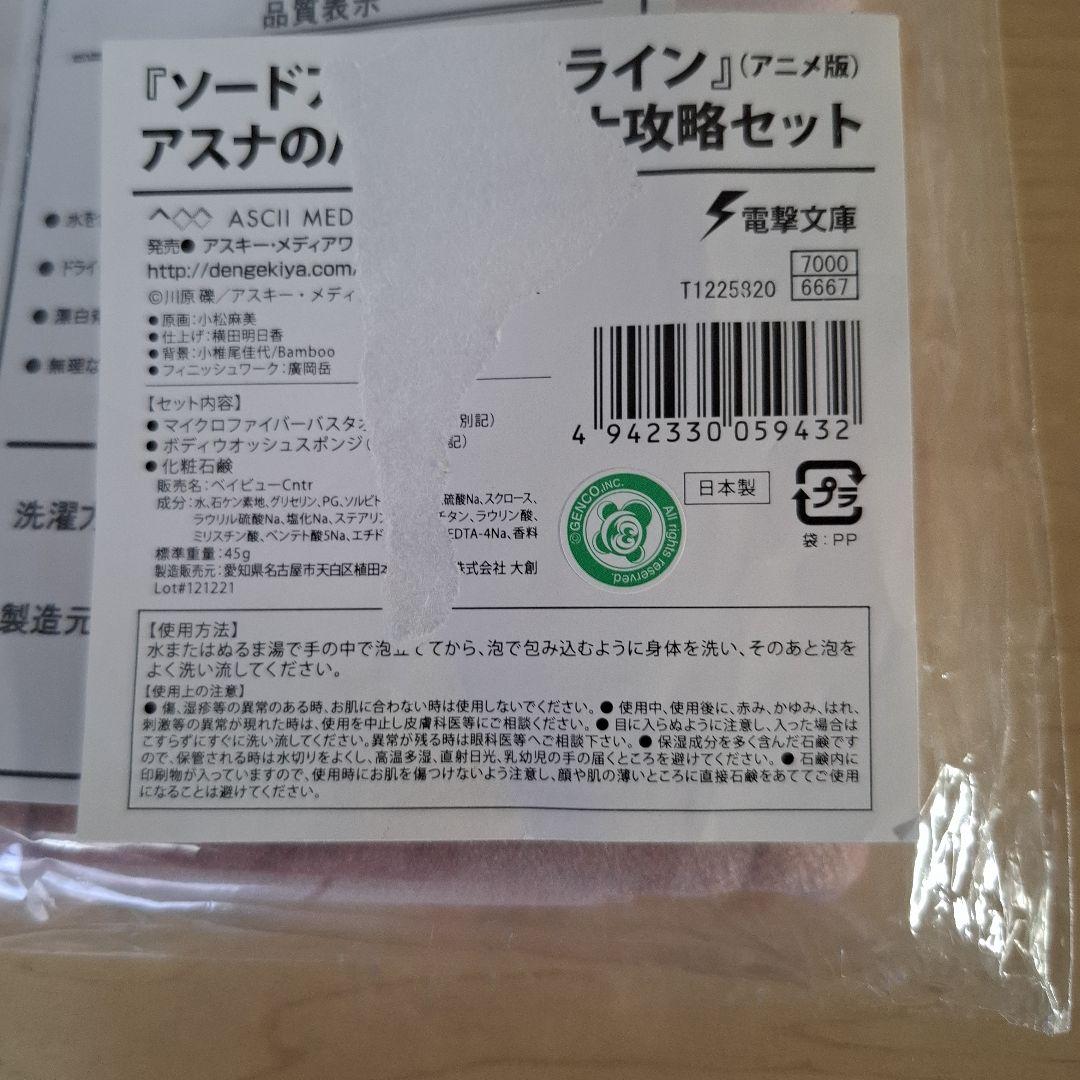 品質表示
『ソードア ライン』(アニメ版)
アスナのバ ト攻略セット
ASCII MED
電撃文庫
発売● アスキー・メディアワ
http://dengekiya.com/
©川原 礫/アスキー・メディ
T1225820
7000
6667
● 原画:小松麻美
● 仕上げ:横田明日香
● 背景:小椎尾佳代/Bamboo
● フィニッシュワーク:廣岡岳
【セット内容】
● マイクロファイバーバスタオ 別記)
● ボディウオッシュスポンジ( 記)
● 化粧石鹸
販売名:ベイビューCntr
成分:水、石ケン素地、グリセリン、PG、ソルビト 硫酸Na、スクロース、
ラウリル硫酸Na、塩化Na、ステアリン チタン、ラウリン酸、
ミリスチン酸、ペンテト酸5Na、エチド EDTA-4Na、香料
標準重量:45g
製造販売元:愛知県名古屋市天白区植田本 株式会社 大創
Lot#121221
4 942330 059432
©GENCO,INC. All rights reserved.
日本製
プラ
袋:PP
【使用方法】
水またはぬるま湯で手の中で泡立ててから、泡で包み込むように身体を洗い、そのあと泡を
よく洗い流してください。
【使用上の注意】
● 傷、湿疹等の異常のある時、お肌に合わない時は使用しないでください。● 使用中、使用後に、赤み、かゆみ、はれ、
刺激等の異常が現れた時は、使用を中止し皮膚科医等にご相談ください。● 目に入らぬように注意し、入った場合は
こすらずにすぐに洗い流してください。異常が残る時は眼科医等へご相談下さい。● 保湿成分を多く含んだ石鹸です
ので、保管される時は水切りをよくし、高温多湿、直射日光、乳幼児の手の届くところを避けてください。● 石鹸内に
印刷物が入っていますので、使用時にお肌を傷つけないよう注意し、顔や肌の薄いところに直接石鹸をあててご使用
になることは避けてください。
● 水を
● ドライ
● 漂白剤
● 無理な
洗濯
製造元